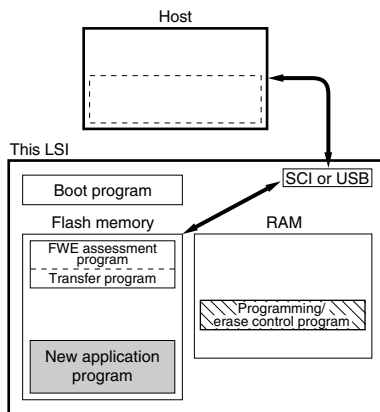 Host
This LSI
SCI or USB
Boot program
Flash memory
RAM
FWE assessment
program
Transfer program
Programming/
erase control program
New application
program